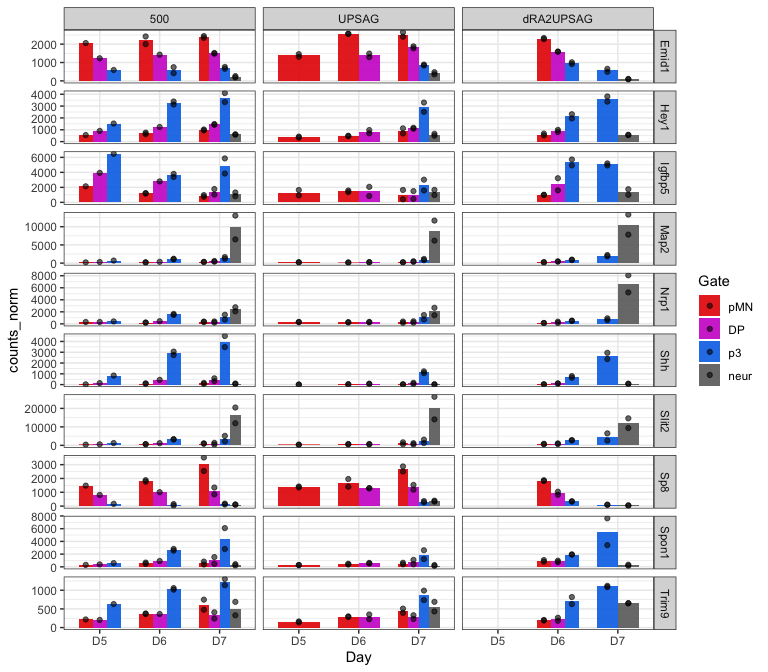 500 UPSAG dRA2UPSAG
2000
1000
0
Emid1
4000
3000
2000
1000
0
Hey1
6000
4000
2000
0
Igfbp5
10000
5000
0
Map2
8000
6000
4000
2000
0
Nrp1
4000
3000
2000
1000
0
Shh
20000
10000
0
Slit2
3000
2000
1000
0
Sp8
8000
6000
4000
2000
0
Spon1
1000
500
0
Trim9
D5 D6 D7 D5 D6 D7 D5 D6 D7
Day
counts_norm
Gate
pMN
DP
p3
neur